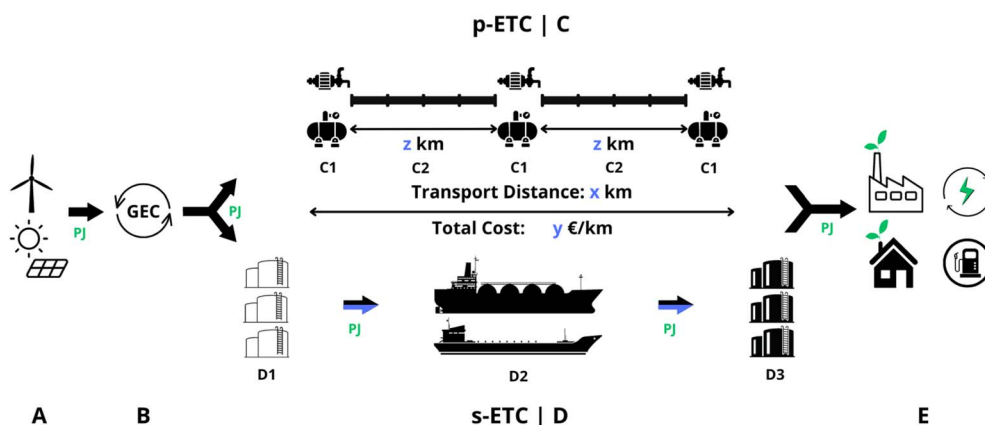 p-ETC | C
z km
z km
C1
C2
C1
C2
C1
Transport Distance: x km
Total Cost: y €/km
PJ
GEC
PJ
PJ
D1
PJ
D2
PJ
D3
A
B
s-ETC | D
E